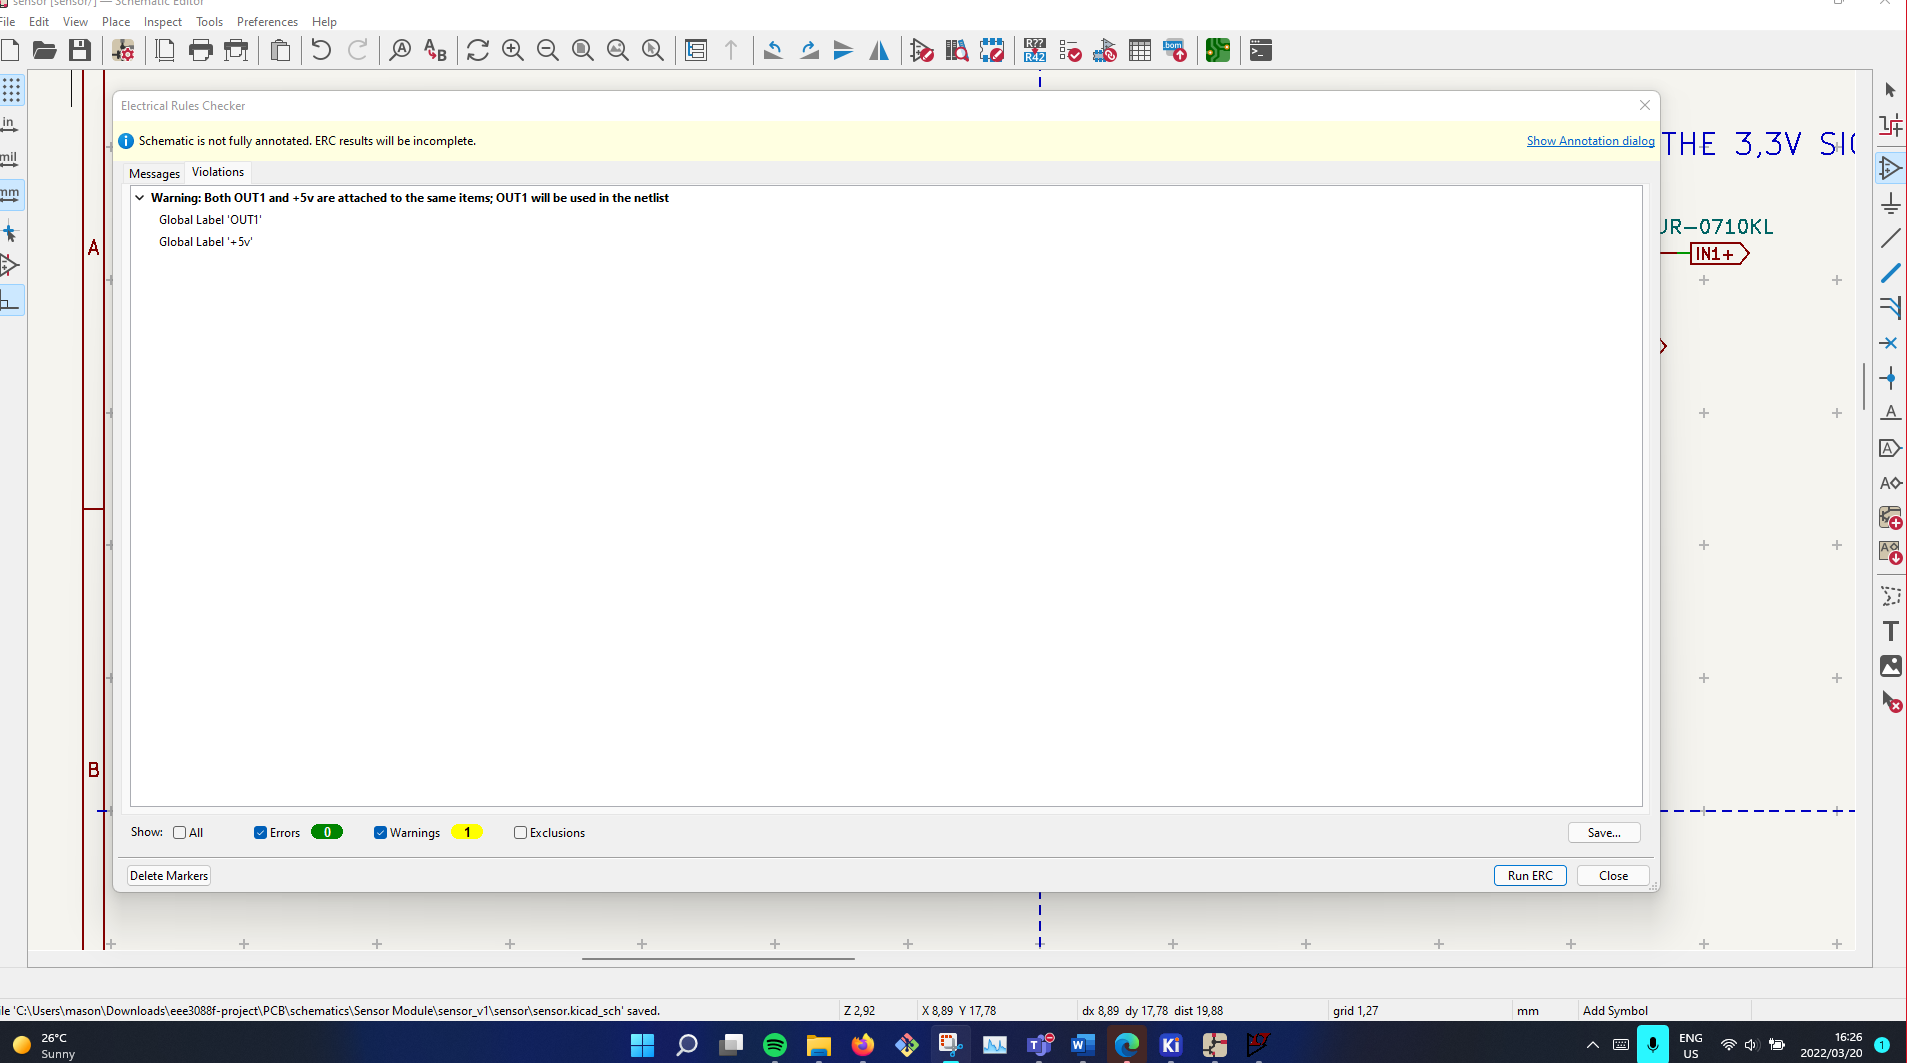 sensor [sensor/] — Schematic Editor
File Edit View Place Inspect Tools Preferences Help
Electrical Rules Checker
Schematic is not fully annotated. ERC results will be incomplete.
Show Annotation dialog
Messages Violations
Warning: Both OUT1 and +5v are attached to the same items; OUT1 will be used in the netlist
Global Label 'OUT1'
Global Label '+5v'
in
mil
mm
A
B
THE 3,3V SIG
UR-0710KL
IN1+
Show: All Errors 0 Warnings 1 Exclusions
Save...
Delete Markers
Run ERC
Close
le 'C:\Users\mason\Downloads\eee3088f-project\PCB\schematics\Sensor Module\sensor_v1\sensor\sensor.kicad_sch' saved.
Z 2,92
X 8,89 Y 17,78
dx 8,89 dy 17,78 dist 19,88
grid 1,27
mm
Add Symbol
26°C
Sunny
Ki
ENG
US
16:26
2022/03/20
1